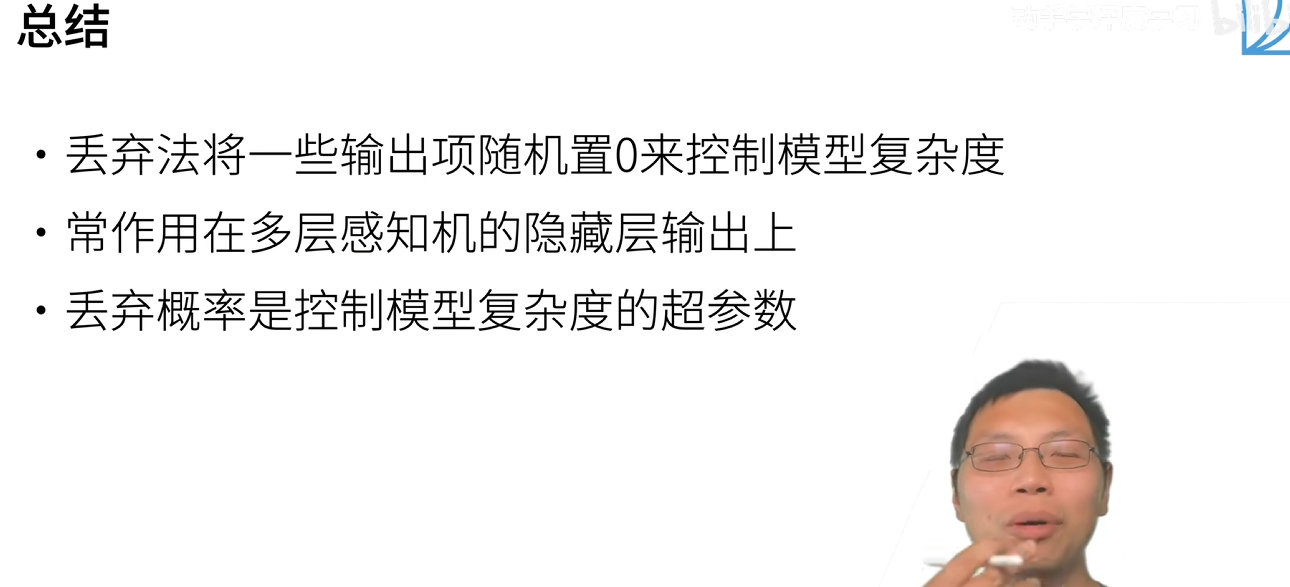 总结
• 丢弃法将一些输出项随机置0来控制模型复杂度
• 常作用在多层感知机的隐藏层输出上
• 丢弃概率是控制模型复杂度的超参数